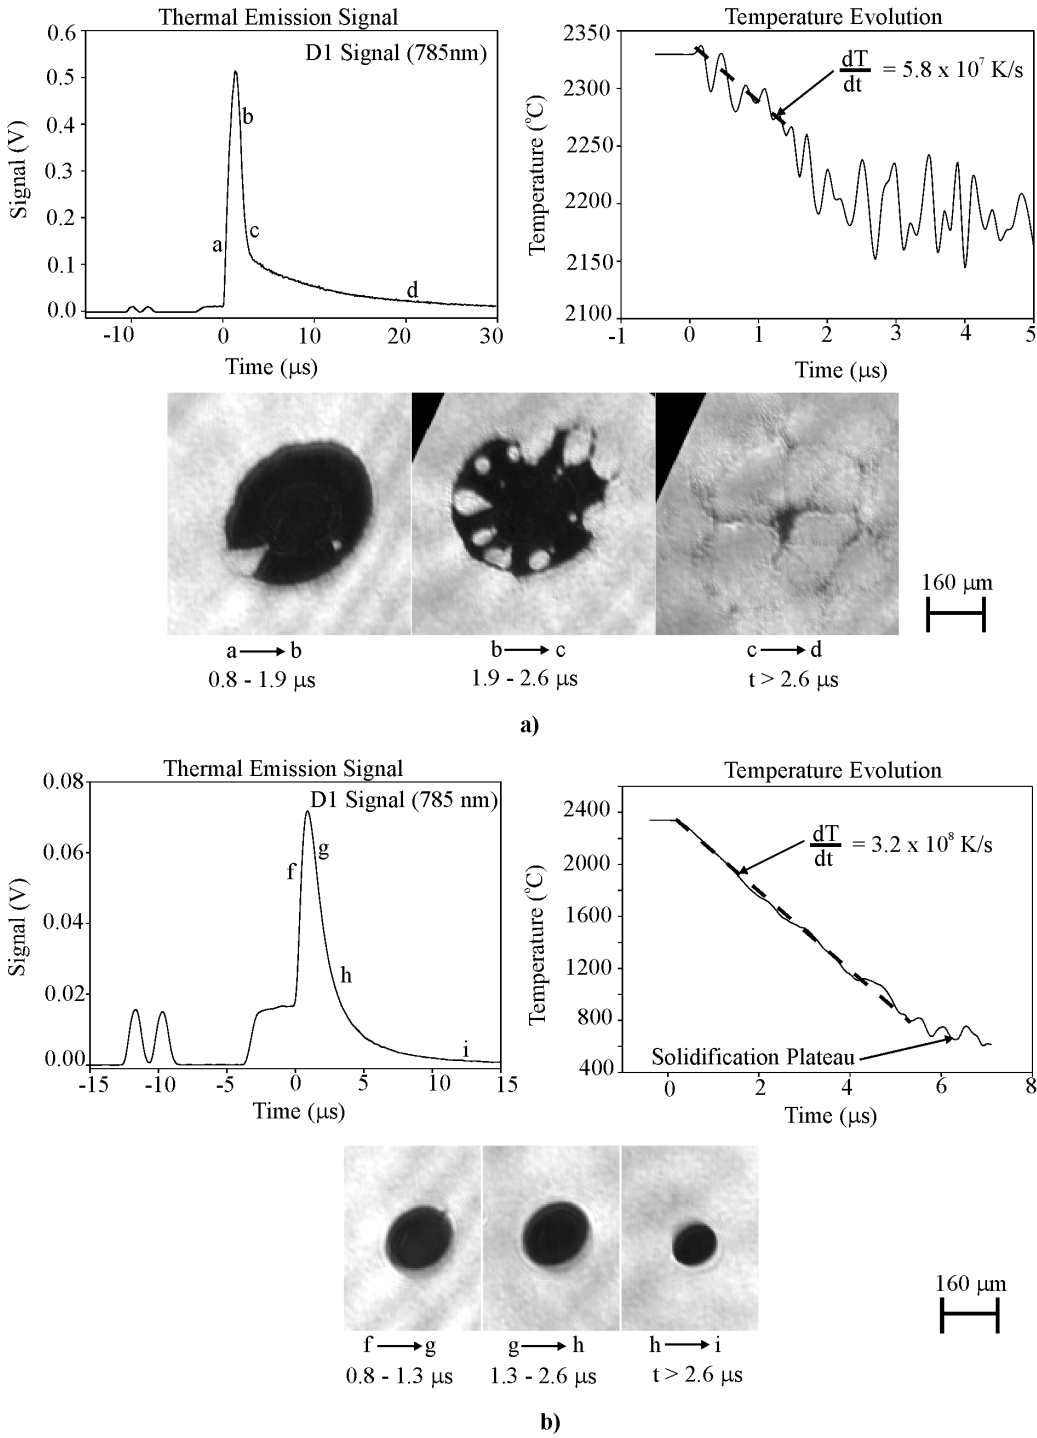 Thermal Emission Signal
D1 Signal (785nm)
Signal (V)
0.6
0.5
0.4
0.3
0.2
0.1
0.0
a
b
c
d
-10
0
10
20
30
Time (μs)
Temperature Evolution
Temperature (°C)
2350
2300
2250
2200
2150
2100
dT/dt = 5.8 x 10⁷ K/s
-1
0
1
2
3
4
5
Time (μs)
160 μm
a → b
0.8 - 1.9 μs
b → c
1.9 - 2.6 μs
c → d
t > 2.6 μs
a)
Thermal Emission Signal
D1 Signal (785 nm)
Signal (V)
0.08
0.06
0.04
0.02
0.00
f
g
h
i
-15
-10
-5
0
5
10
15
Time (μs)
Temperature Evolution
Temperature (°C)
2400
2000
1600
1200
800
400
dT/dt = 3.2 x 10⁸ K/s
Solidification Plateau
0
2
4
6
8
Time (μs)
160 μm
f → g
0.8 - 1.3 μs
g → h
1.3 - 2.6 μs
h → i
t > 2.6 μs
b)